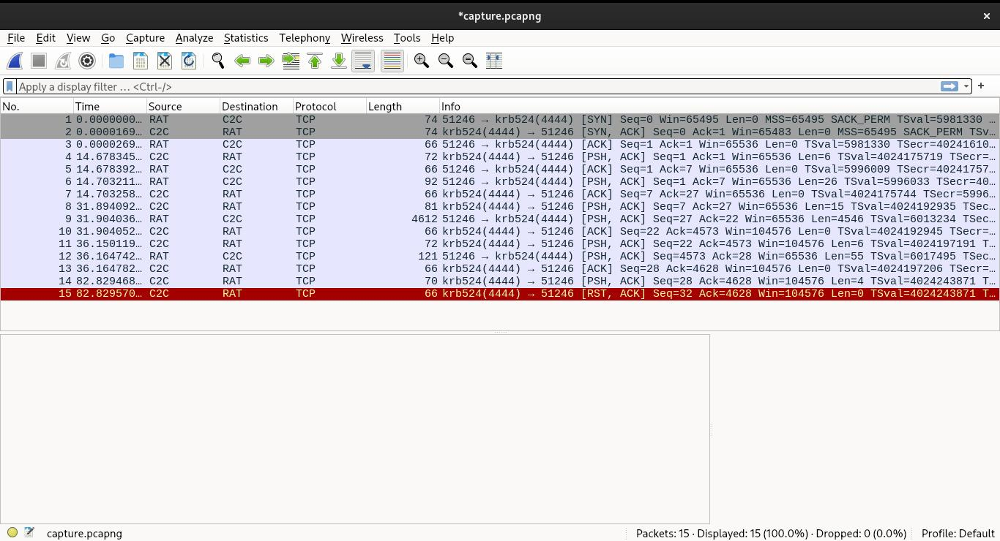 *capture.pcapng ×
File Edit View Go Capture Analyze Statistics Telephony Wireless Tools Help
Apply a display filter … <Ctrl-/> +
No. Time Source Destination Protocol Length Info
1 0.0000000… RAT C2C TCP 74 51246 → krb524(4444) [SYN] Seq=0 Win=65495 Len=0 MSS=65495 SACK_PERM TSval=5981330 …
2 0.0000169… C2C RAT TCP 74 krb524(4444) → 51246 [SYN, ACK] Seq=0 Ack=1 Win=65483 Len=0 MSS=65495 SACK_PERM TSv…
3 0.0000269… RAT C2C TCP 66 51246 → krb524(4444) [ACK] Seq=1 Ack=1 Win=65536 Len=0 TSval=5981330 TSecr=40241610…
4 14.678345… C2C RAT TCP 72 krb524(4444) → 51246 [PSH, ACK] Seq=1 Ack=1 Win=65536 Len=6 TSval=4024175719 TSecr=…
5 14.678392… RAT C2C TCP 66 51246 → krb524(4444) [ACK] Seq=1 Ack=7 Win=65536 Len=0 TSval=5996009 TSecr=40241757…
6 14.703211… RAT C2C TCP 92 51246 → krb524(4444) [PSH, ACK] Seq=1 Ack=7 Win=65536 Len=26 TSval=5996033 TSecr=40…
7 14.703258… C2C RAT TCP 66 krb524(4444) → 51246 [ACK] Seq=7 Ack=27 Win=65536 Len=0 TSval=4024175744 TSecr=5996…
8 31.894092… C2C RAT TCP 81 krb524(4444) → 51246 [PSH, ACK] Seq=7 Ack=27 Win=65536 Len=15 TSval=4024192935 TSec…
9 31.904036… RAT C2C TCP 4612 51246 → krb524(4444) [PSH, ACK] Seq=27 Ack=22 Win=65536 Len=4546 TSval=6013234 TSec…
10 31.904052… C2C RAT TCP 66 krb524(4444) → 51246 [ACK] Seq=22 Ack=4573 Win=104576 Len=0 TSval=4024192945 TSecr=…
11 36.150119… C2C RAT TCP 72 krb524(4444) → 51246 [PSH, ACK] Seq=22 Ack=4573 Win=104576 Len=6 TSval=4024197191 T…
12 36.164742… RAT C2C TCP 121 51246 → krb524(4444) [PSH, ACK] Seq=4573 Ack=28 Win=65536 Len=55 TSval=6017495 TSec…
13 36.164782… C2C RAT TCP 66 krb524(4444) → 51246 [ACK] Seq=28 Ack=4628 Win=104576 Len=0 TSval=4024197206 TSecr=…
14 82.829468… C2C RAT TCP 70 krb524(4444) → 51246 [PSH, ACK] Seq=28 Ack=4628 Win=104576 Len=4 TSval=4024243871 T…
15 82.829570… C2C RAT TCP 66 krb524(4444) → 51246 [RST, ACK] Seq=32 Ack=4628 Win=104576 Len=0 TSval=4024243871 T…
capture.pcapng Packets: 15 · Displayed: 15 (100.0%) · Dropped: 0 (0.0%) Profile: Default